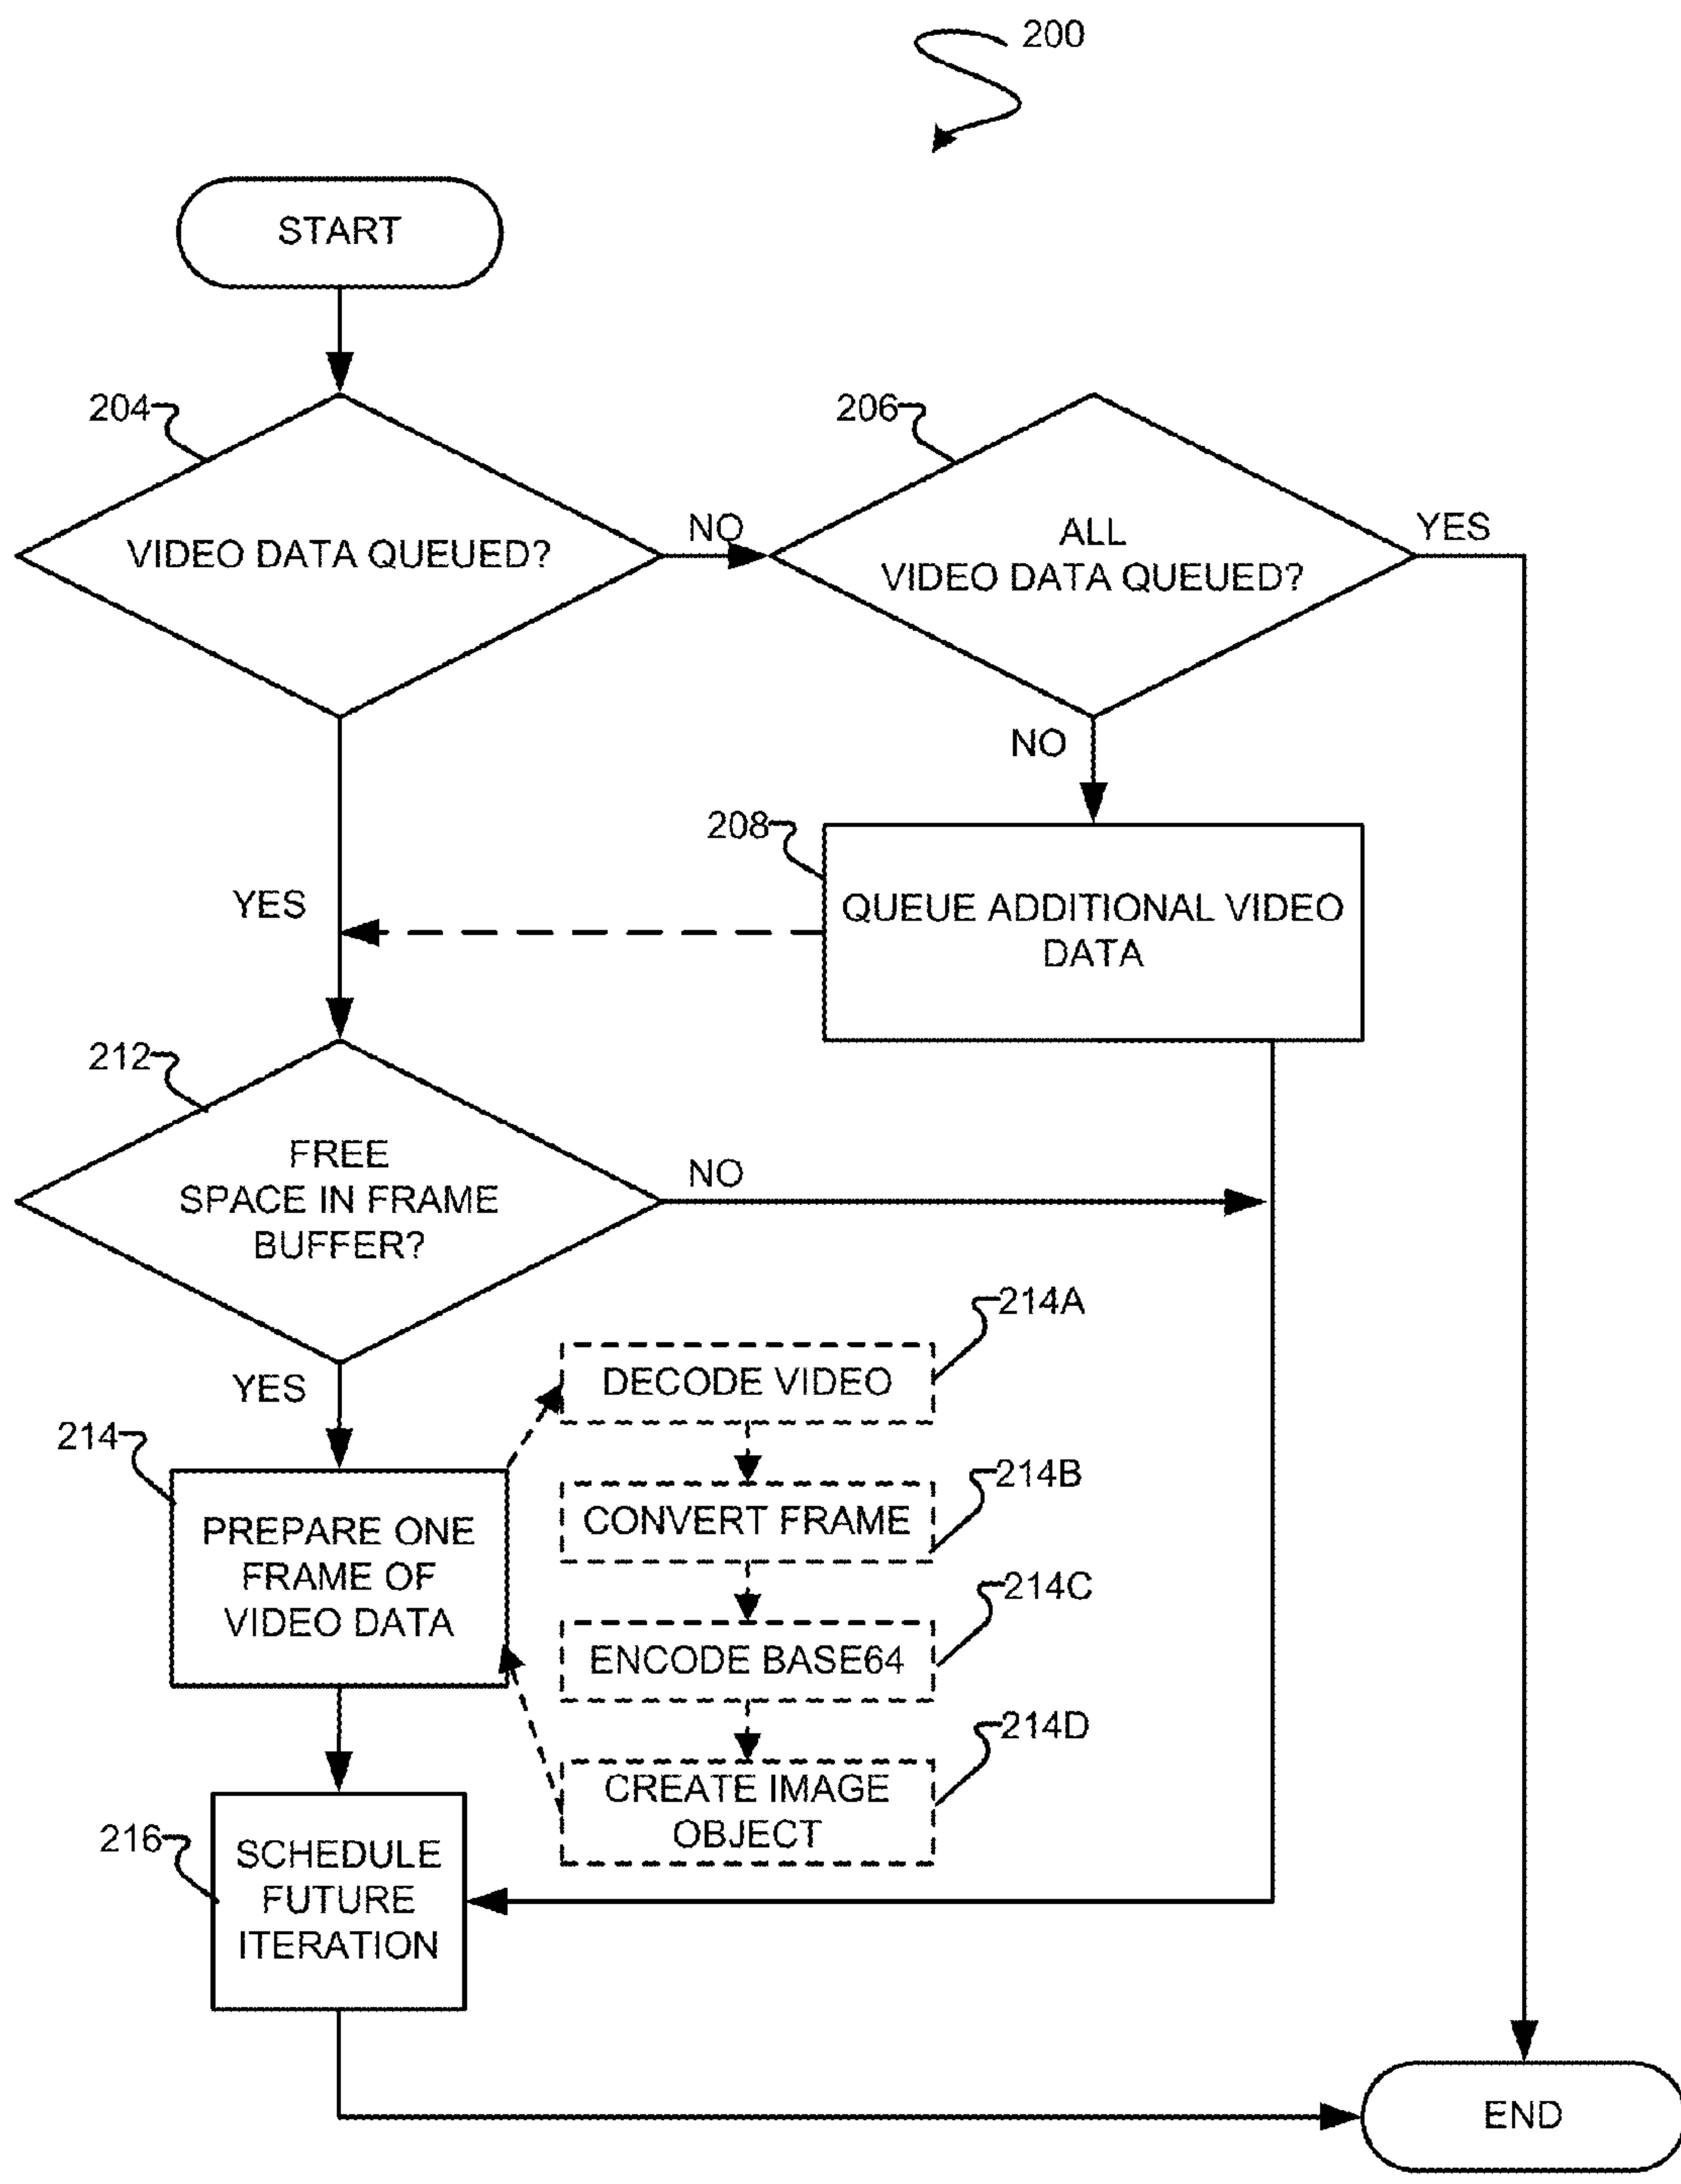 200
START
204
206
VIDEO DATA QUEUED?
NO
ALL
VIDEO DATA QUEUED?
YES
NO
208
QUEUE ADDITIONAL VIDEO
DATA
YES
212
FREE
SPACE IN FRAME
BUFFER?
NO
YES
214A
DECODE VIDEO
214
PREPARE ONE
FRAME OF
VIDEO DATA
214B
CONVERT FRAME
214C
ENCODE BASE64
214D
CREATE IMAGE
OBJECT
216
SCHEDULE
FUTURE
ITERATION
END